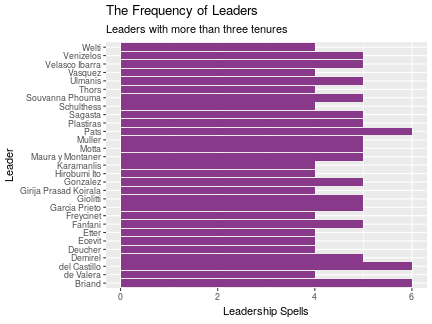 The Frequency of Leaders
Leaders with more than three tenures
Welti
Venizelos
Velasco Ibarra
Vasquez
Ulmanis
Thors
Souvanna Phouma
Schulthess
Sagasta
Plastiras
Pats
Muller
Motta
Maura y Montaner
Karamanlis
Hirobumi Ito
Gonzalez
Girija Prasad Koirala
Giolitti
Garcia Prieto
Freycinet
Fanfani
Etter
Ecevit
Deucher
Demirel
del Castillo
de Valera
Briand
Leader
0 2 4 6
Leadership Spells